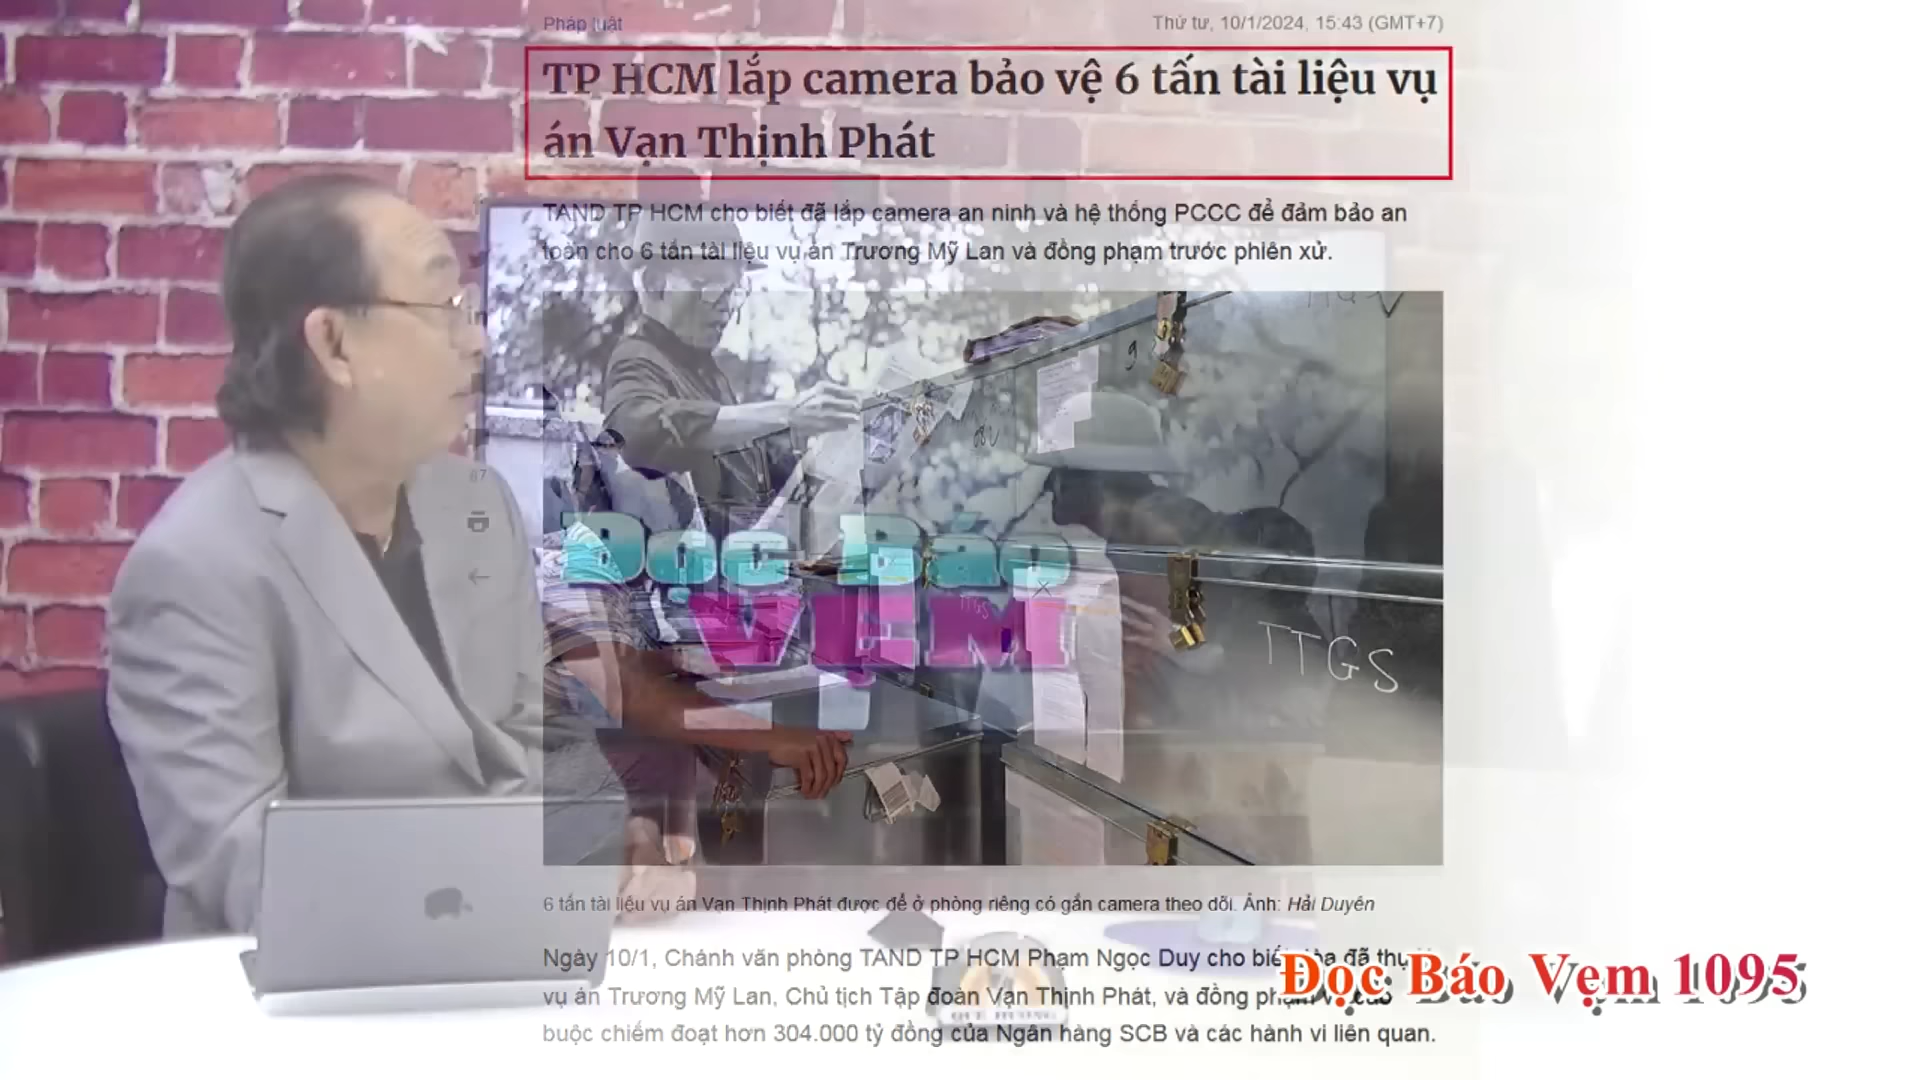 Pháp luật
Thứ tư, 10/1/2024, 15:43 (GMT+7)
TP HCM lắp camera bảo vệ 6 tấn tài liệu vụ
án Vạn Thịnh Phát
TAND TP HCM cho biết đã lắp camera an ninh và hệ thống PCCC để đảm bảo an
toàn cho 6 tấn tài liệu vụ án Trương Mỹ Lan và đồng phạm trước phiên xử.
9
67
Đọc Báo
VẸM
TTGS
6 tấn tài liệu vụ án Vạn Thịnh Phát được để ở phòng riêng có gắn camera theo dõi. Ảnh: Hải Duyên
Ngày 10/1, Chánh văn phòng TAND TP HCM Phạm Ngọc Duy cho biết tòa đã thụ
Đọc Báo Vẹm 1095
vụ án Trương Mỹ Lan, Chủ tịch Tập đoàn Vạn Thịnh Phát, và đồng phạm cáo
buộc chiếm đoạt hơn 304.000 tỷ đồng của Ngân hàng SCB và các hành vi liên quan.